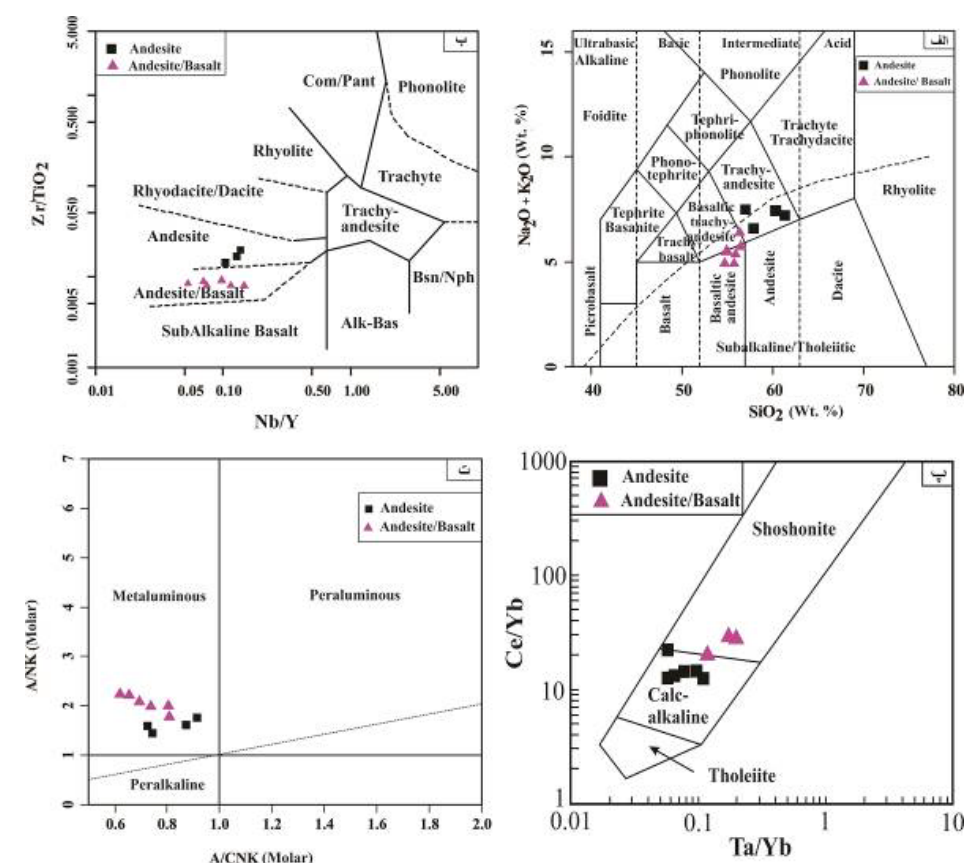 5.000
0.500
0.050
0.005
0.001
Zr/TiO2
Andesite
Andesite/Basalt
Com/Pant
Phonolite
Rhyolite
Trachyte
Rhyodacite/Dacite
Trachy-
andesite
Andesite
Bsn/Nph
Andesite/Basalt
SubAlkaline Basalt
Alk-Bas
0.01
0.05
0.10
0.50
1.00
5.00
Nb/Y
15
10
5
0
Na2O + K2O (Wt. %)
Ultrabasic
Alkaline
Basic
Intermediate
Acid
Andesite
Andesite/ Basalt
Phonolite
Foidite
Tephri-
phonolite
Trachyte
Trachydacite
Phono-
tephrite
Trachy-
andesite
Rhyolite
Tephrite
Basanite
Basaltic
trachy-
andesite
Trachy
basalt
Picrobasalt
Basalt
Basaltic
andesite
Andesite
Dacite
Subalkaline/Tholeiitic
40
50
60
70
80
SiO2 (Wt. %)
7
6
5
4
3
2
1
0
A/NK (Molar)
Andesite
Andesite/Basalt
Metaluminous
Peraluminous
Peralkaline
0.6
0.8
1.0
1.2
1.4
1.6
1.8
2.0
A/CNK (Molar)
1000
100
10
1
Ce/Yb
Andesite
Andesite/Basalt
Shoshonite
Calc-
alkaline
Tholeiite
0.01
0.1
1
10
Ta/Yb